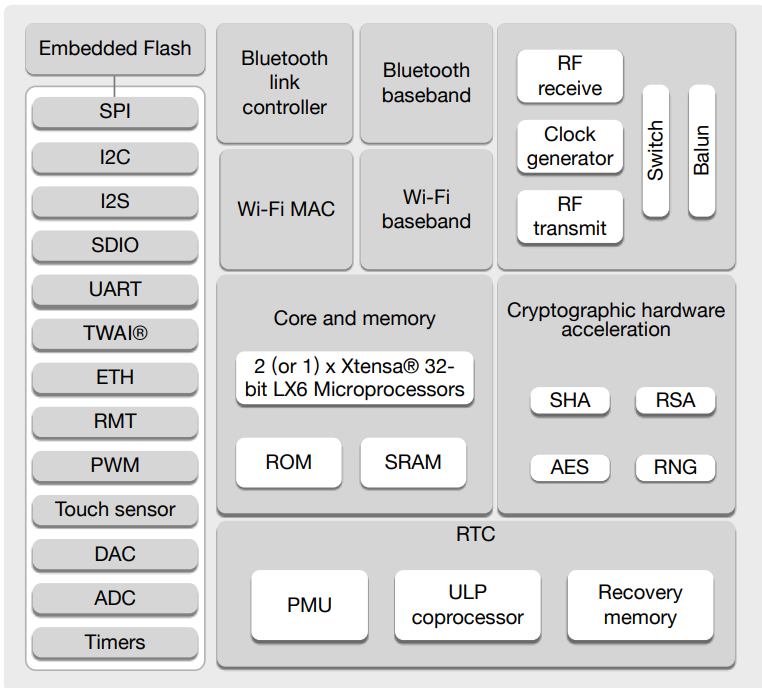 Embedded Flash
SPI
I2C
I2S
SDIO
UART
TWAI®
ETH
RMT
PWM
Touch sensor
DAC
ADC
Timers
Bluetooth
link
controller
Bluetooth
baseband
Wi-Fi MAC
Wi-Fi
baseband
RF
receive
Clock
generator
RF
transmit
Switch
Balun
Core and memory
2 (or 1) x Xtensa® 32-
bit LX6 Microprocessors
ROM
SRAM
Cryptographic hardware
acceleration
SHA
RSA
AES
RNG
RTC
PMU
ULP
coprocessor
Recovery
memory